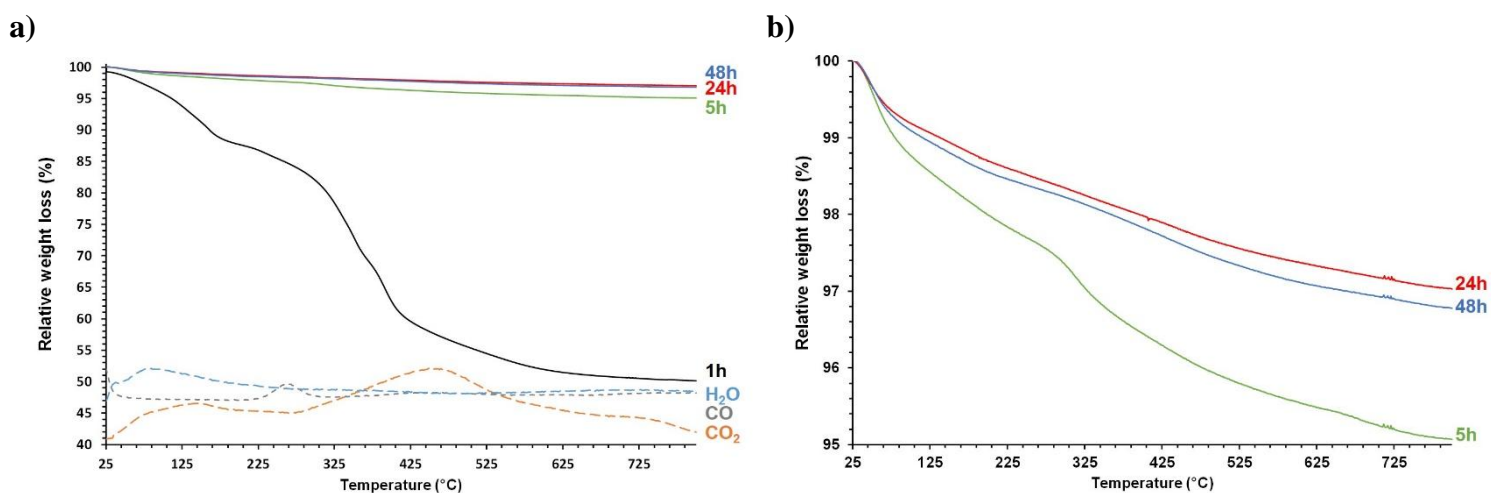 a)
100
95
90
85
80
75
70
65
60
55
50
45
40
Relative weight loss (%)
25 125 225 325 425 525 625 725
Temperature (°C)
48h
24h
5h
1h
H₂O
CO
CO₂
b)
100
99
98
97
96
95
Relative weight loss (%)
25 125 225 325 425 525 625 725
Temperature (°C)
24h
48h
5h